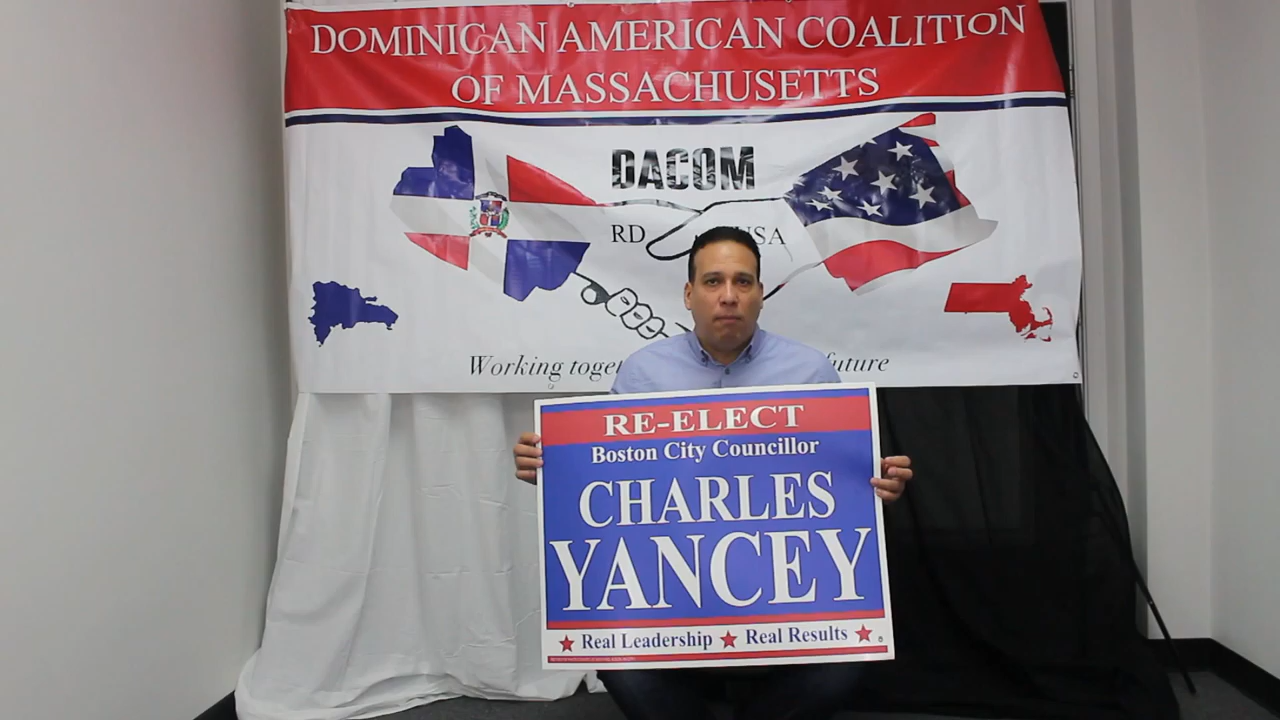 DOMINICAN AMERICAN COALITION
OF MASSACHUSETTS
DACOM
RD USA
Working future
RE-ELECT
Boston City Councillor
CHARLES
YANCEY
Real Leadership Real Results